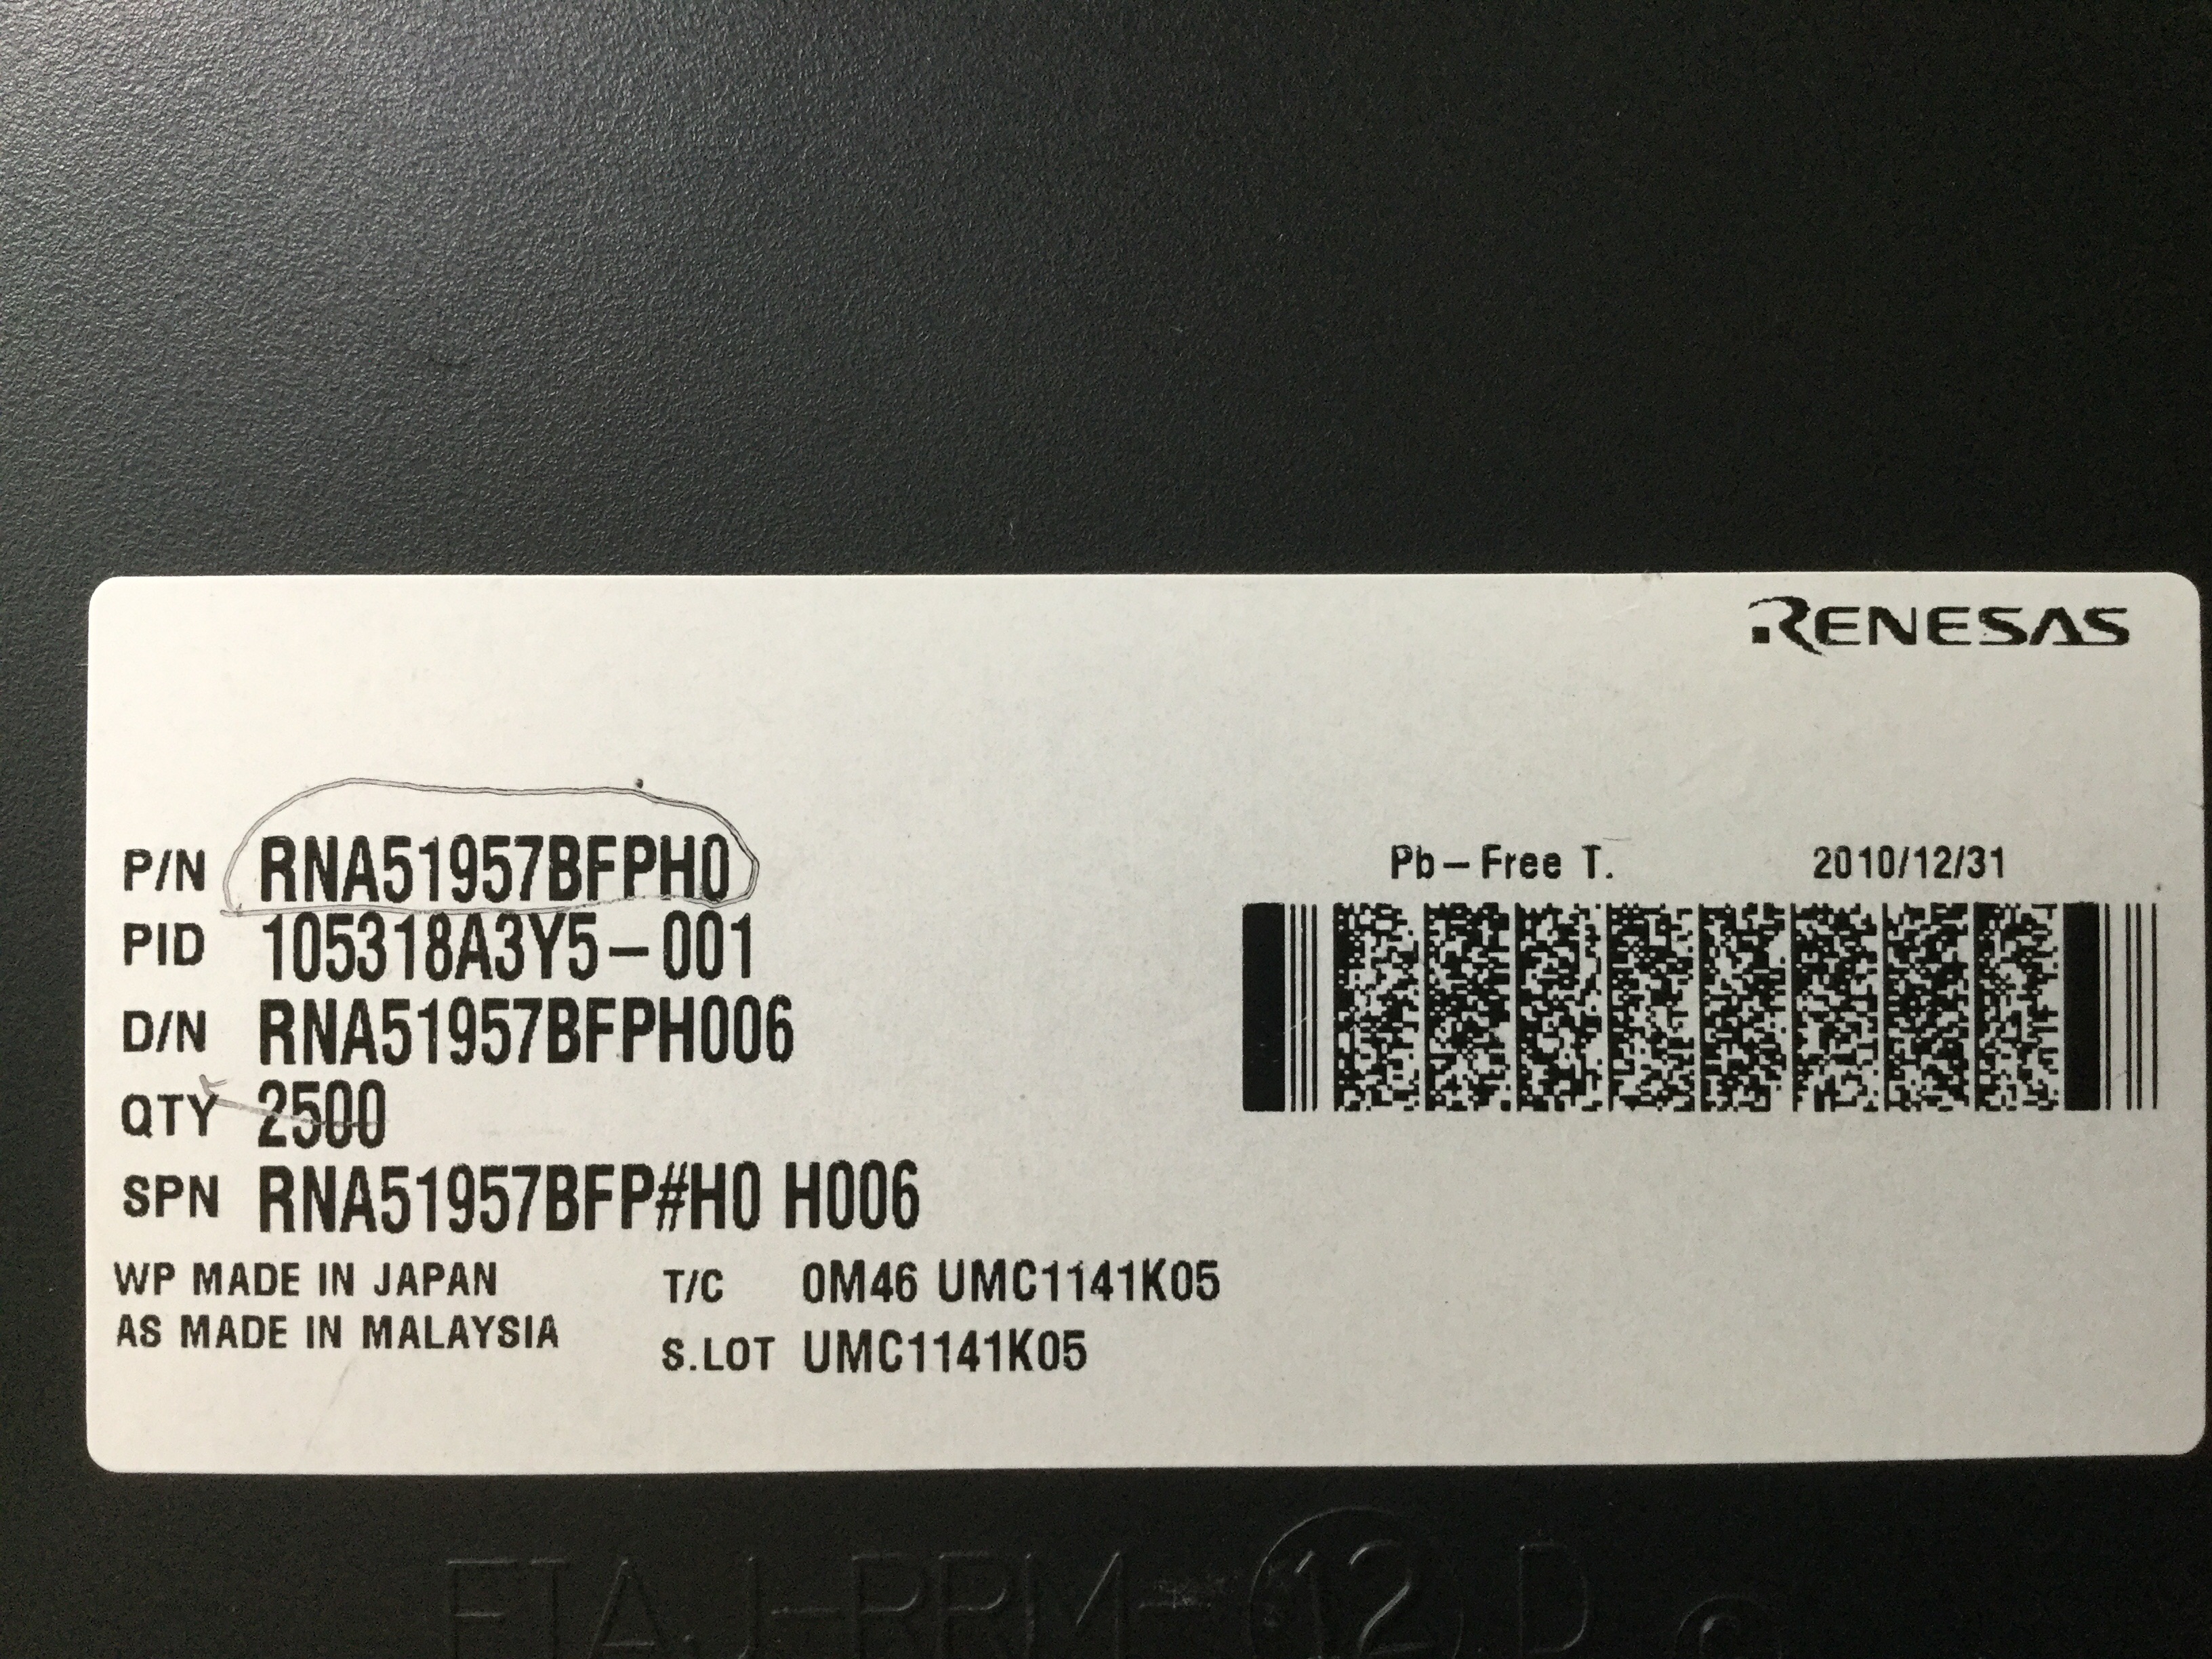 RENESAS
P/N RNA51957BFPH0
Pb-Free T. 2010/12/31
PID 105318A3Y5-001
D/N RNA51957BFPH006
QTY 2500
SPN RNA51957BFP#H0 H006
WP MADE IN JAPAN T/C 0M46 UMC1141K05
AS MADE IN MALAYSIA S.LOT UMC1141K05